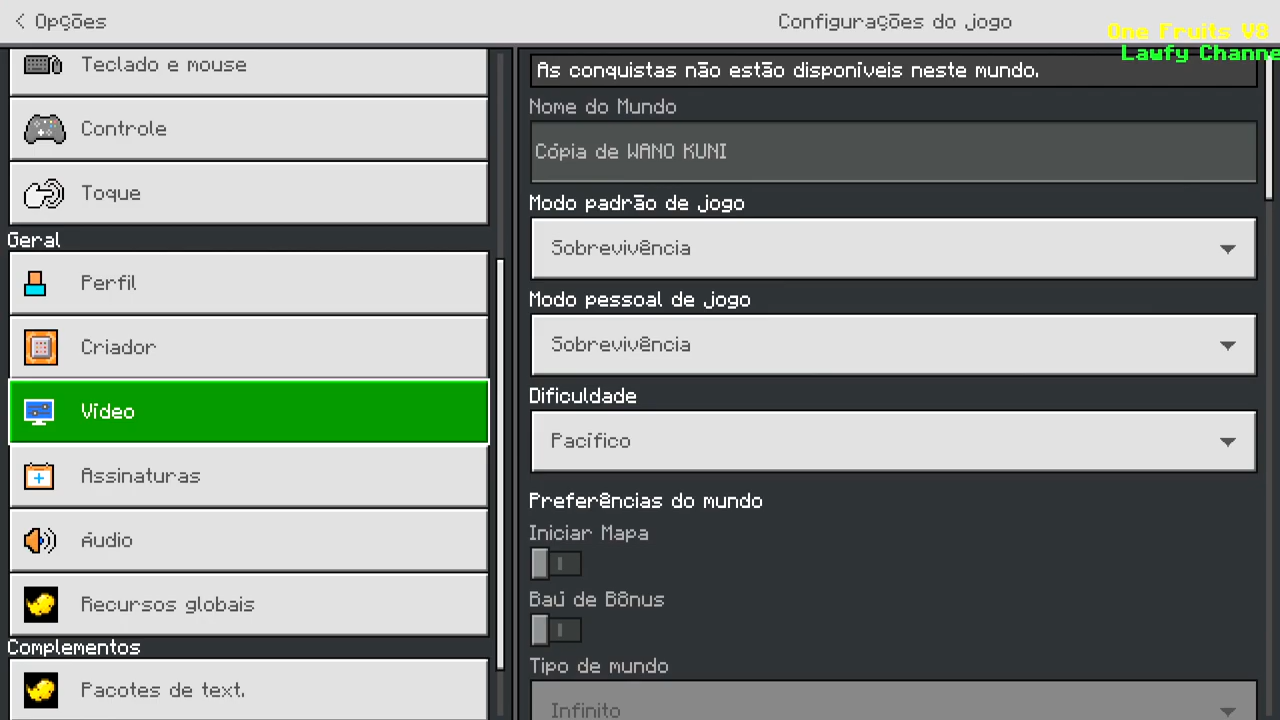 Opções
Configurações do jogo
One Fruits V8
Lawfy Channe
Teclado e mouse
Controle
Toque
Geral
Perfil
Criador
Vídeo
Assinaturas
Áudio
Recursos globais
Complementos
Pacotes de text.
As conquistas não estão disponíveis neste mundo.
Nome do Mundo
Cópia de WANO KUNI
Modo padrão de jogo
Sobrevivência
Modo pessoal de jogo
Sobrevivência
Dificuldade
Pacífico
Preferências do mundo
Iniciar Mapa
Baú de Bônus
Tipo de mundo
Infinito